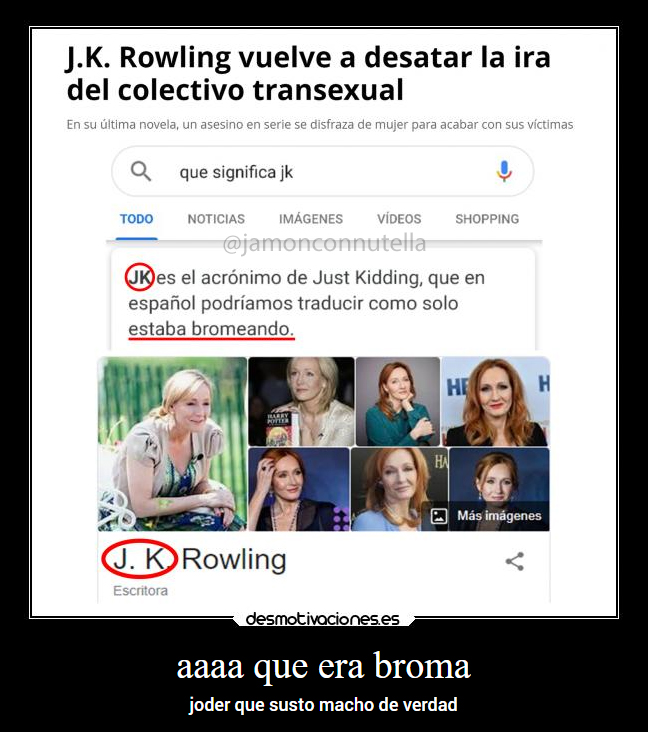 J.K. Rowling vuelve a desatar la ira
del colectivo transexual
En su última novela, un asesino en serie se disfraza de mujer para acabar con sus víctimas
que significa jk
TODO NOTICIAS IMÁGENES VÍDEOS SHOPPING
@jamonconnutella
JK es el acrónimo de Just Kidding, que en
español podríamos traducir como solo
estaba bromeando.
HARRY
POTTER
HB
H
HA
Más imágenes
J. K. Rowling
Escritora
desmotivaciones.es
aaaa que era broma
joder que susto macho de verdad